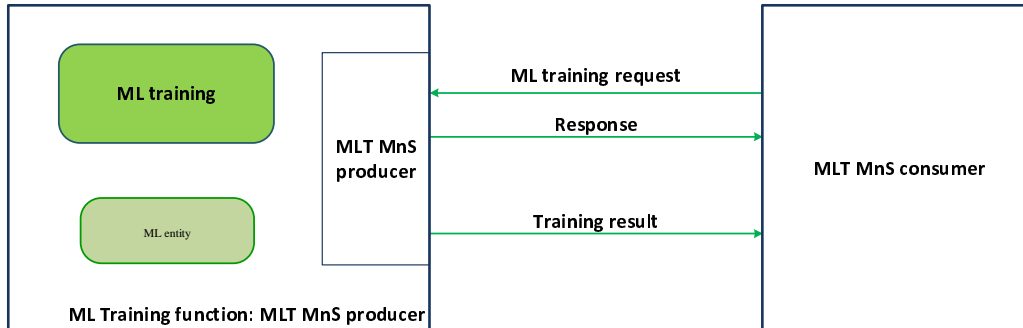 ML training
ML training request
Response
MLT MnS
producer
MLT MnS consumer
Training result
ML entity
ML Training function: MLT MnS producer